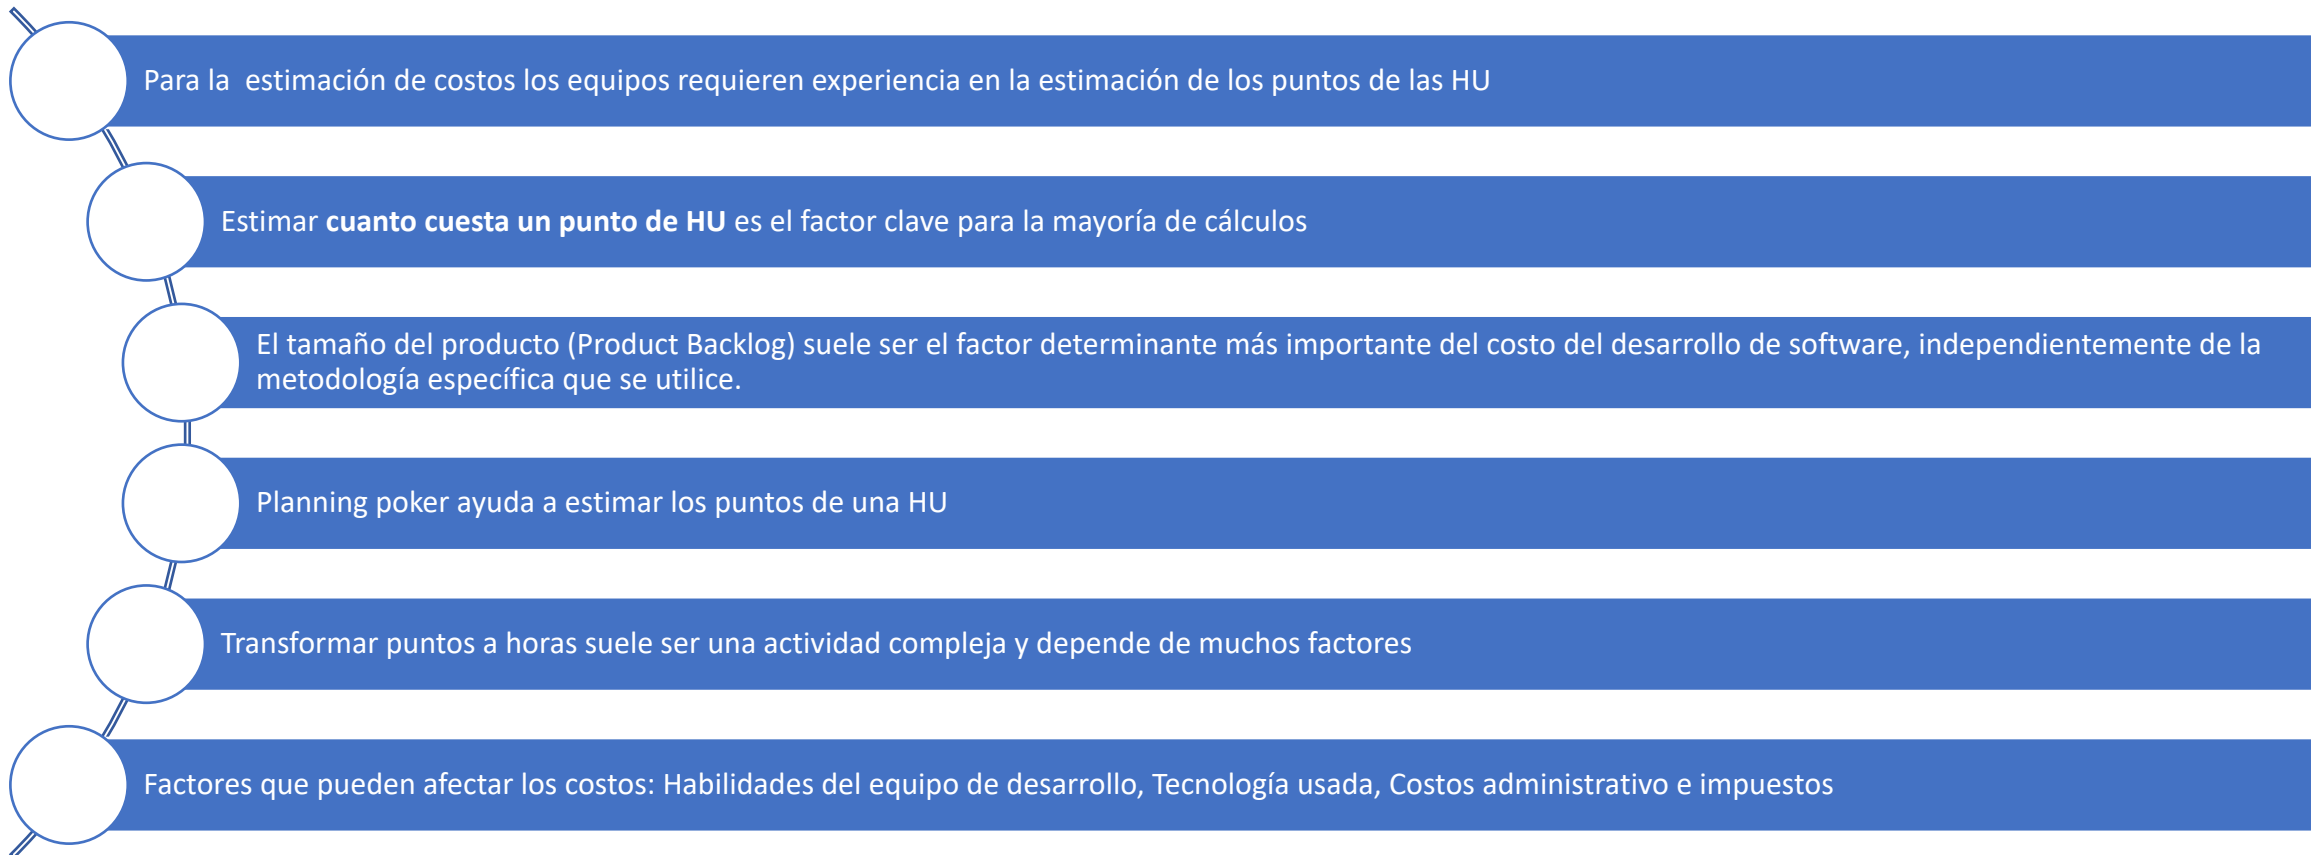 Para la  estimación de costos los equipos requieren experiencia en la estimación de los puntos de las HU
Estimar cuanto cuesta un punto de HU es el factor clave para la mayoría de cálculos
El tamaño del producto (Product Backlog) suele ser el factor determinante más importante del costo del desarrollo de software, independientemente de la
metodología específica que se utilice.
Planning poker ayuda a estimar los puntos de una HU
Transformar puntos a horas suele ser una actividad compleja y depende de muchos factores
Factores que pueden afectar los costos: Habilidades del equipo de desarrollo, Tecnología usada, Costos administrativo e impuestos